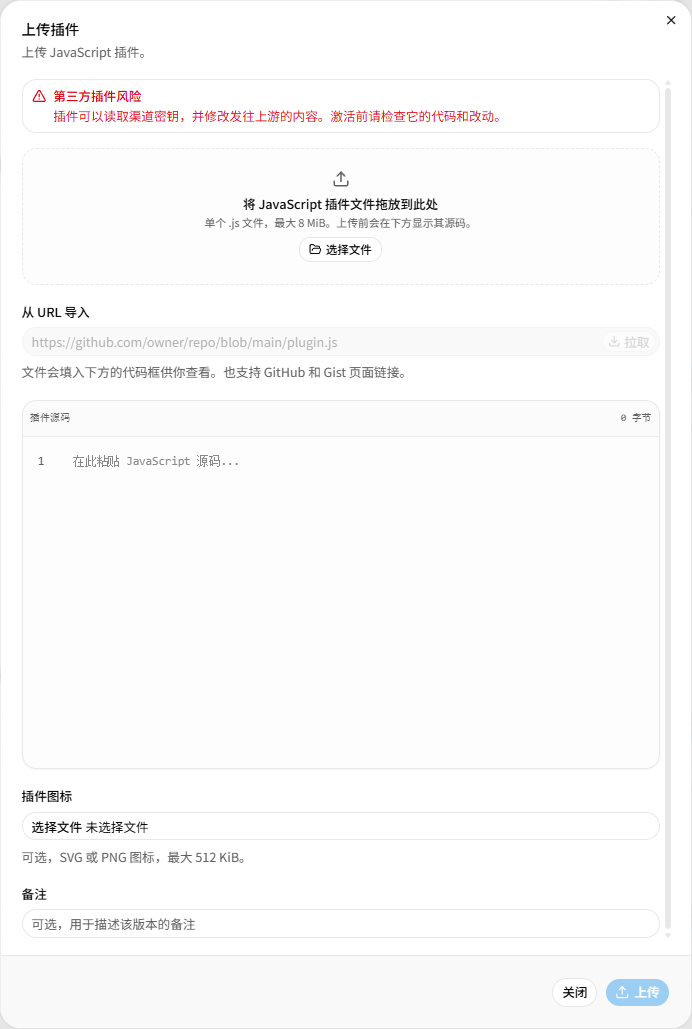 上传插件
上传 JavaScript 插件。
第三方插件风险
插件可以读取渠道密钥，并修改发往上游的内容。激活前请检查它的代码和改动。
将 JavaScript 插件文件拖放到此处
单个 .js 文件，最大 8 MiB。上传前会在下方显示其源码。
选择文件
从 URL 导入
https://github.com/owner/repo/blob/main/plugin.js
拉取
文件会填入下方的代码框供你查看。也支持 GitHub 和 Gist 页面链接。
插件源码
0 字节
1
在此粘贴 JavaScript 源码...
插件图标
选择文件 未选择文件
可选，SVG 或 PNG 图标，最大 512 KiB。
备注
可选，用于描述该版本的备注
关闭
上传